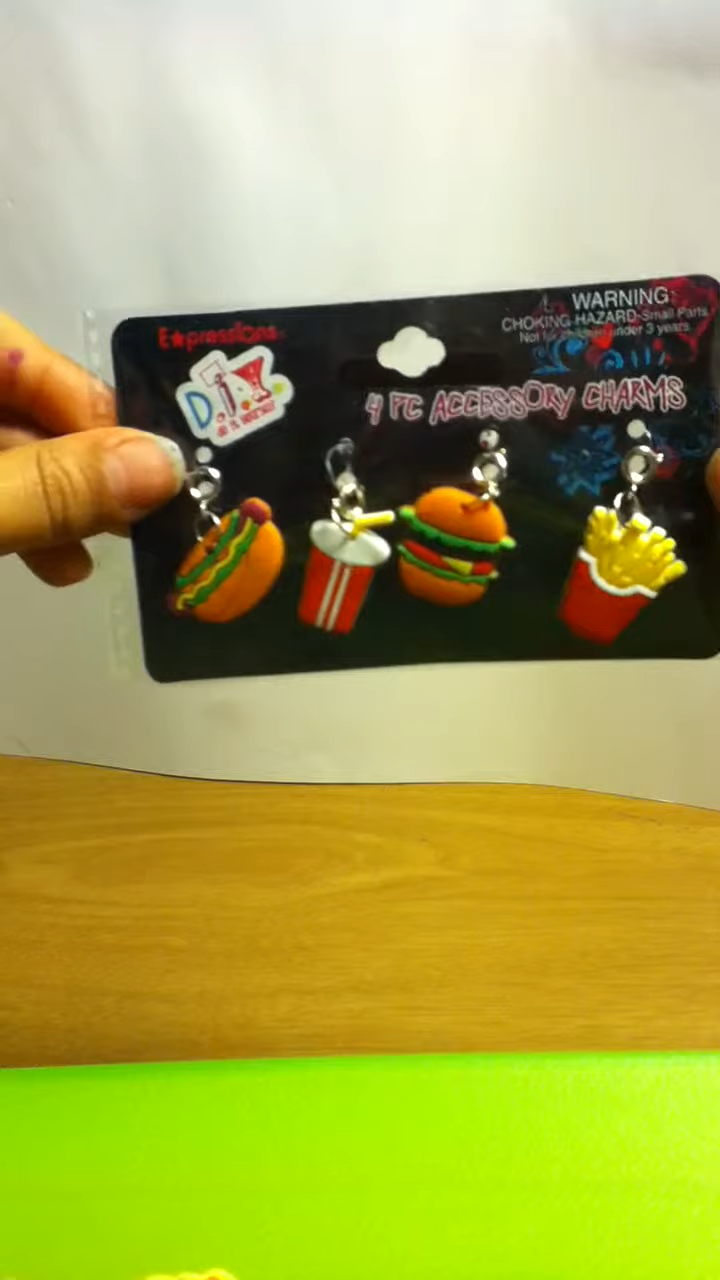 Expressions
D.I.Y
WARNING:
CHOKING HAZARD-Small Parts
Not for children under 3 years
4 PC ACCESSORY CHARMS